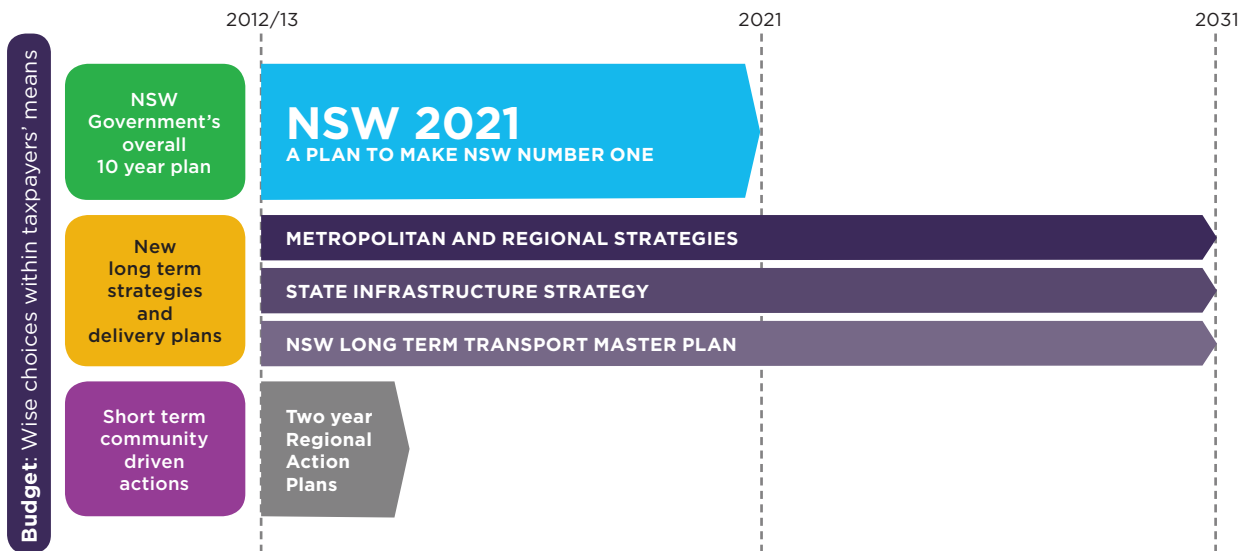 2012/13
2021
2031
Budget: Wise choices within taxpayers’ means
NSW
Government’s
overall
10 year plan
NSW 2021
A PLAN TO MAKE NSW NUMBER ONE
New
long term
strategies
and
delivery plans
METROPOLITAN AND REGIONAL STRATEGIES
STATE INFRASTRUCTURE STRATEGY
NSW LONG TERM TRANSPORT MASTER PLAN
Short term
community
driven
actions
Two year
Regional
Action
Plans